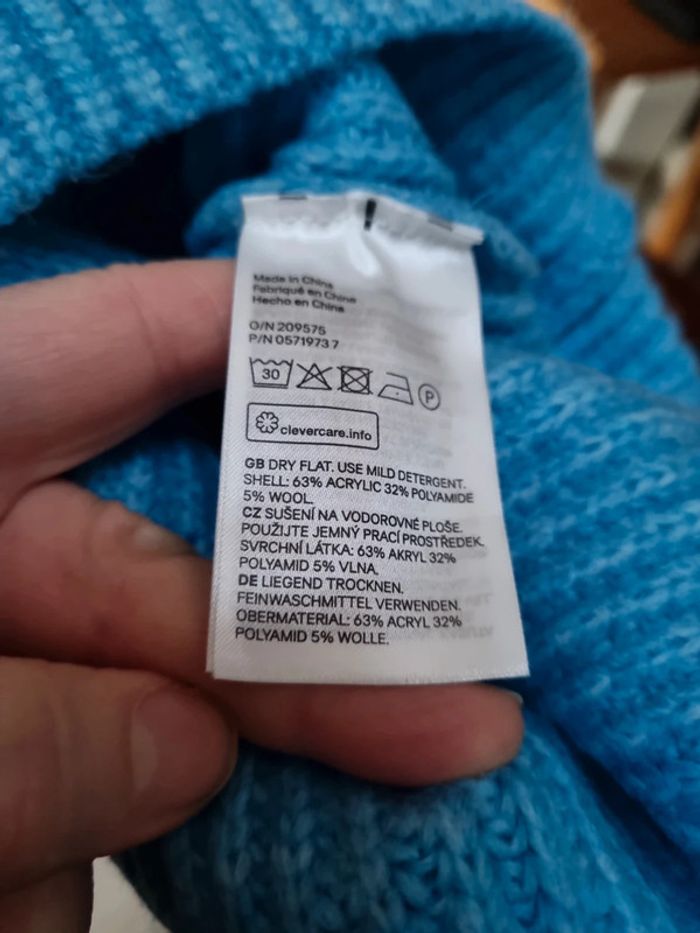 Made in China
Fabriqué en Chine
Hecho en China
O/N 209575
P/N 0571973 7
30
P
clevercare.info
GB DRY FLAT. USE MILD DETERGENT.
SHELL: 63% ACRYLIC 32% POLYAMIDE
5% WOOL.
CZ SUŠENÍ NA VODOROVNÉ PLOŠE.
POUŽIJTE JEMNÝ PRACÍ PROSTŘEDEK.
SVRCHNÍ LÁTKA: 63% AKRYL 32%
POLYAMID 5% VLNA.
DE LIEGEND TROCKNEN.
FEINWASCHMITTEL VERWENDEN.
OBERMATERIAL: 63% ACRYL 32%
POLYAMID 5% WOLLE.